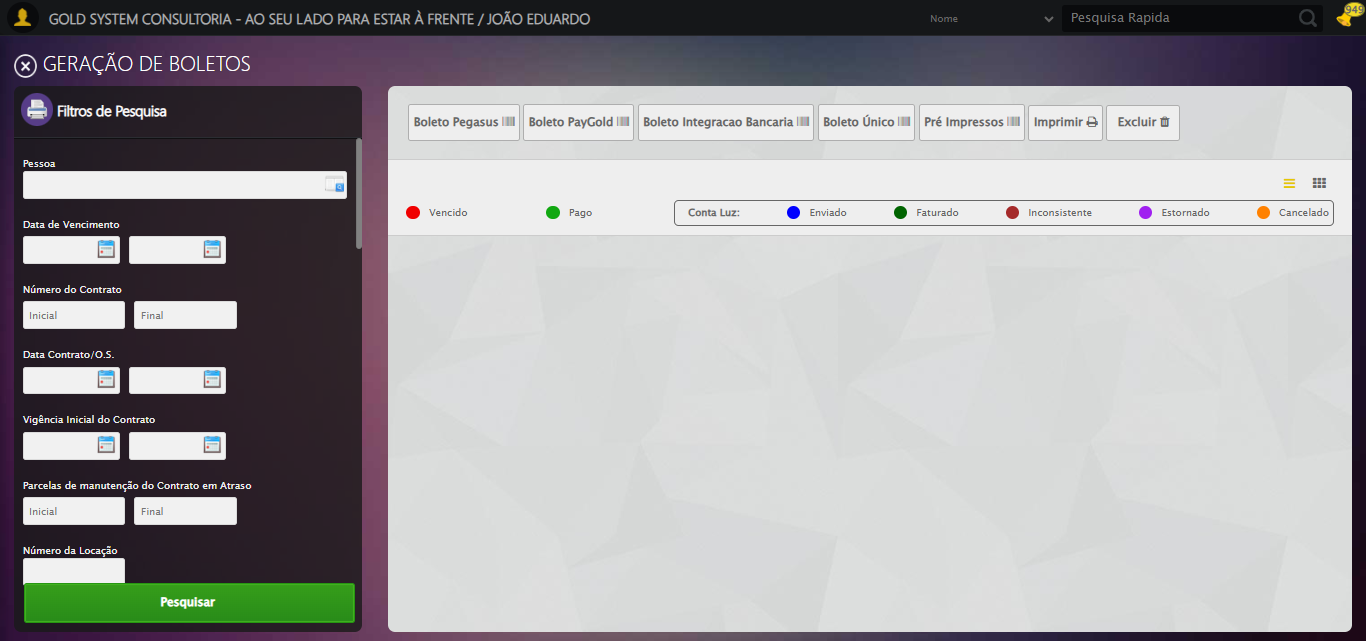 GOLD SYSTEM CONSULTORIA - AO SEU LADO PARA ESTAR À FRENTE / JOÃO EDUARDO
Nome
Pesquisa Rapida
949
GERAÇÃO DE BOLETOS
Filtros de Pesquisa
Pessoa
Data de Vencimento
Número do Contrato
Inicial Final
Data Contrato/O.S.
Vigência Inicial do Contrato
Parcelas de manutenção do Contrato em Atraso
Inicial Final
Número da Locação
Pesquisar
Boleto Pegasus Boleto PayGold Boleto Integracao Bancaria Boleto Único Pré Impressos Imprimir Excluir
Vencido Pago Conta Luz: Enviado Faturado Inconsistente Estornado Cancelado